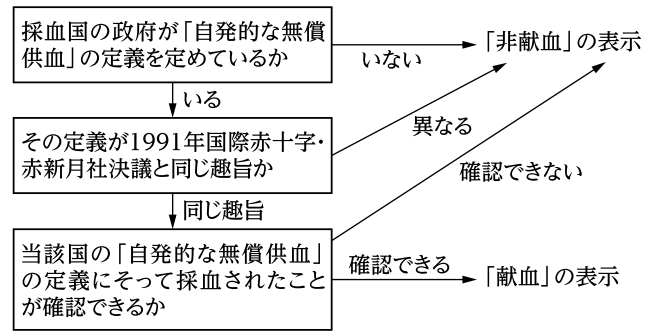 採血国の政府が「自発的な無償
供血」の定義を定めているか
いない
「非献血」の表示
いる
その定義が1991年国際赤十字・
赤新月社決議と同じ趣旨か
異なる
確認できない
同じ趣旨
当該国の「自発的な無償供血」
の定義にそって採血されたこと
が確認できるか
確認できる
「献血」の表示